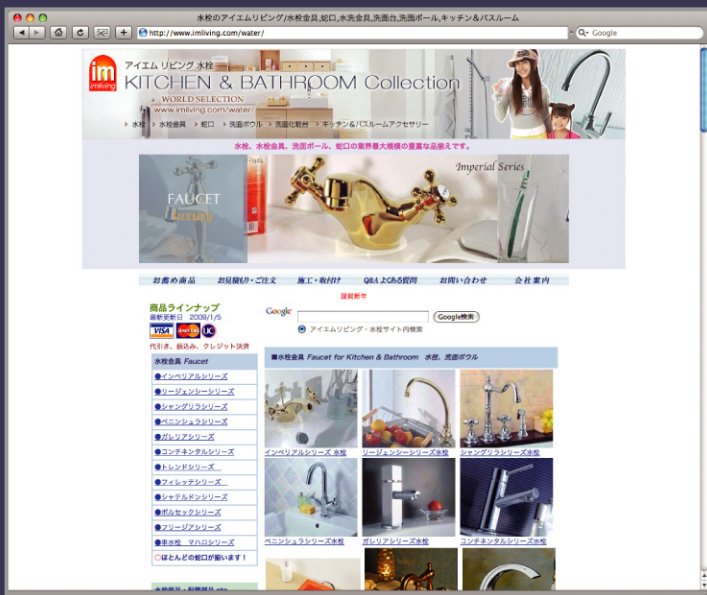 水栓のアイエムリビング/水栓金具,蛇口,水洗金具,洗面台,洗面ボール,キッチン&バスルーム
http://www.imliving.com/water/
Google
im
imliving
アイエム リビング 水栓
KITCHEN & BATHROOM Collection
WORLD SELECTION
www.imliving.com/water/
> 水栓 > 水栓金具 > 蛇口 > 洗面ボウル > 洗面化粧台 > キッチン&バスルームアクセサリー
水栓、水栓金具、洗面ボール、蛇口の業界最大規模の豊富な品揃えです。
Imperial Series
FAUCET
luxury
お薦め商品 お見積もり・ご注文 施工・取付け Q&A よくある質問 お問い合わせ 会社案内
謹賀新年
商品ラインナップ
最新更新日 2009/1/5
VISA UC
代引き、振込み、クレジット決済
Google Google検索
アイエムリビング・水栓サイト内検索
水栓金具 Faucet
●インペリアルシリーズ
●リージェンシーシリーズ
●シャングリラシリーズ
●ペニンシュラシリーズ
●ガレリアシリーズ
●コンチネンタルシリーズ
●トレンドシリーズ
●フィレッテシリーズ
●シャテルドンシリーズ
●ポルセックシリーズ
●フリージアシリーズ
●単水栓 マハロシリーズ
○ほとんどの蛇口が揃います!
■水栓金具 Faucet for Kitchen & Bathroom 水栓、洗面ボウル
インペリアルシリーズ 水栓 リージェンシーシリーズ水栓 シャングリラシリーズ水栓
ペニンシュラシリーズ水栓 ガレリアシリーズ水栓 コンチネンタルシリーズ水栓